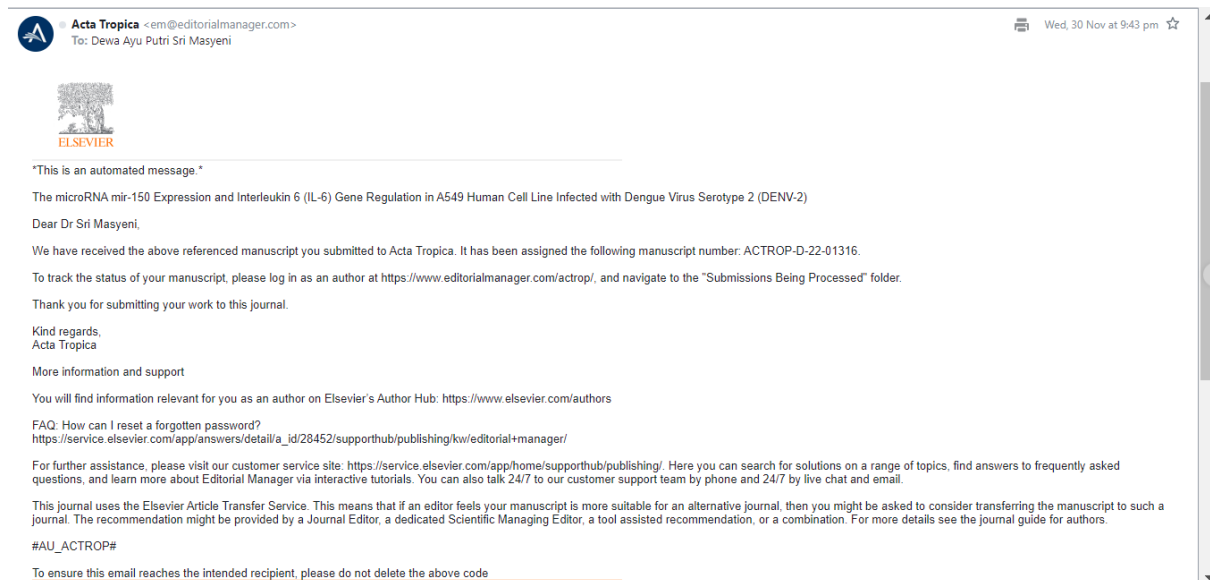 Acta Tropica <em@editorialmanager.com>
Wed, 30 Nov at 9:43 pm
To: Dewa Ayu Putri Sri Masyeni
ELSEVIER
*This is an automated message.*
The microRNA mir-150 Expression and Interleukin 6 (IL-6) Gene Regulation in A549 Human Cell Line Infected with Dengue Virus Serotype 2 (DENV-2)
Dear Dr Sri Masyeni,
We have received the above referenced manuscript you submitted to Acta Tropica. It has been assigned the following manuscript number: ACTROP-D-22-01316.
To track the status of your manuscript, please log in as an author at https://www.editorialmanager.com/actrop/, and navigate to the "Submissions Being Processed" folder.
Thank you for submitting your work to this journal.
Kind regards,
Acta Tropica
More information and support
You will find information relevant for you as an author on Elsevier's Author Hub: https://www.elsevier.com/authors
FAQ: How can I reset a forgotten password?
https://service.elsevier.com/app/answers/detail/a_id/28452/supporthub/publishing/kw/editorial+manager/
For further assistance, please visit our customer service site: https://service.elsevier.com/app/home/supporthub/publishing/. Here you can search for solutions on a range of topics, find answers to frequently asked
questions, and learn more about Editorial Manager via interactive tutorials. You can also talk 24/7 to our customer support team by phone and 24/7 by live chat and email.
This journal uses the Elsevier Article Transfer Service. This means that if an editor feels your manuscript is more suitable for an alternative journal, then you might be asked to consider transferring the manuscript to such a
journal. The recommendation might be provided by a Journal Editor, a dedicated Scientific Managing Editor, a tool assisted recommendation, or a combination. For more details see the journal guide for authors.
#AU_ACTROP#
To ensure this email reaches the intended recipient, please do not delete the above code